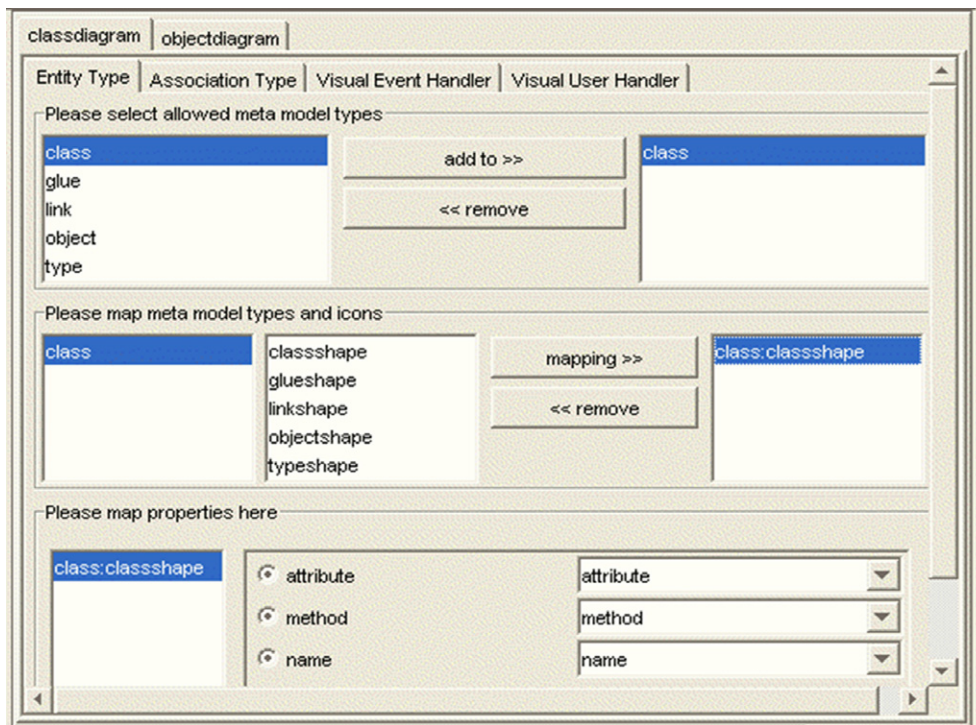 classdiagram objectdiagram
Entity Type Association Type Visual Event Handler Visual User Handler
Please select allowed meta model types
class
glue
link
object
type
add to >>
<< remove
class
Please map meta model types and icons
class
classshape
glueshape
linkshape
objectshape
typeshape
mapping >>
<< remove
class:classshape
Please map properties here
class:classshape
attribute attribute
method method
name name